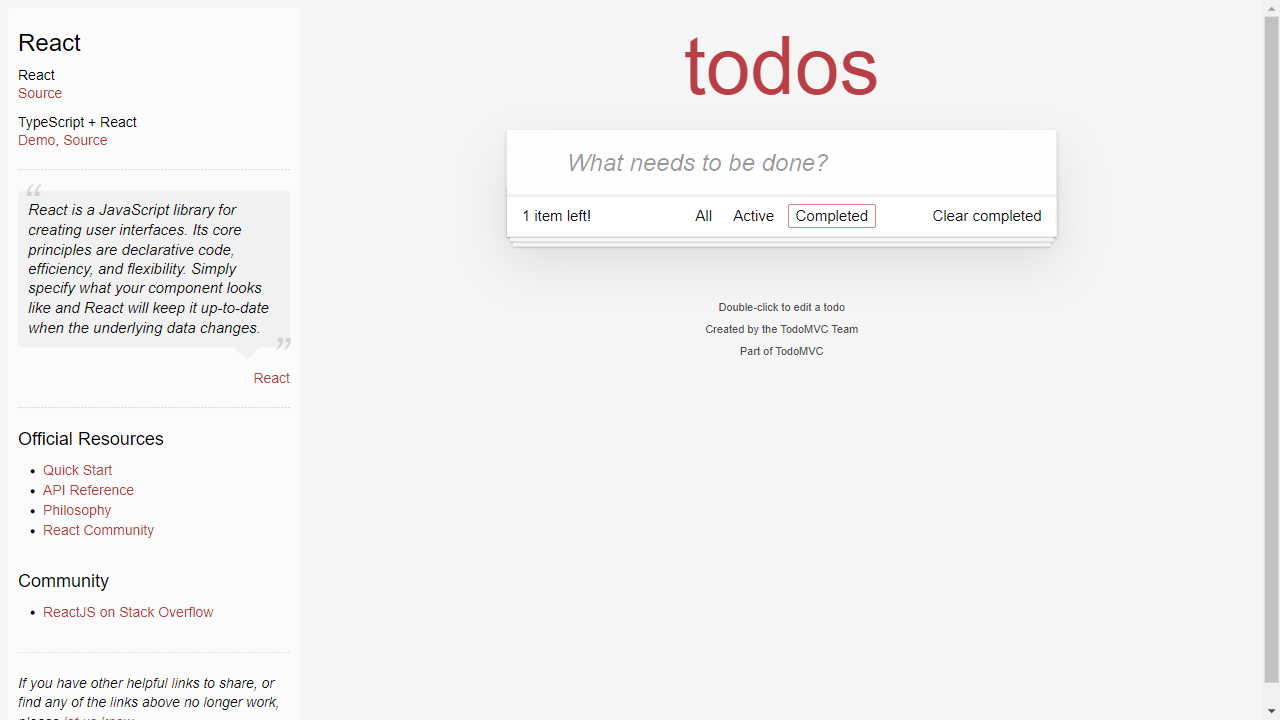 React
React
Source
TypeScript + React
Demo, Source
“
React is a JavaScript library for
creating user interfaces. Its core
principles are declarative code,
efficiency, and flexibility. Simply
specify what your component looks
like and React will keep it up-to-date
when the underlying data changes.
”
React
Official Resources
• Quick Start
• API Reference
• Philosophy
• React Community
Community
• ReactJS on Stack Overflow
If you have other helpful links to share, or
find any of the links above no longer work,
please let us know.
todos
What needs to be done?
1 item left! All Active Completed Clear completed
Double-click to edit a todo
Created by the TodoMVC Team
Part of TodoMVC